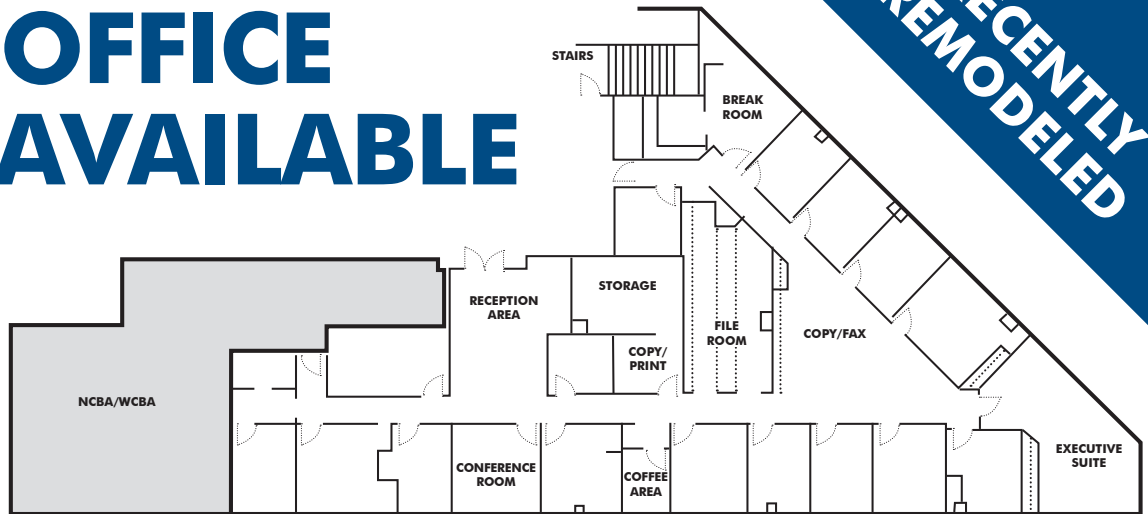 OFFICE
AVAILABLE
RECENTLY
REMODELED
STAIRS
BREAK
ROOM
RECEPTION
AREA
STORAGE
COPY/
PRINT
FILE
ROOM
COPY/FAX
NCBA/WCBA
CONFERENCE
ROOM
COFFEE
AREA
EXECUTIVE
SUITE